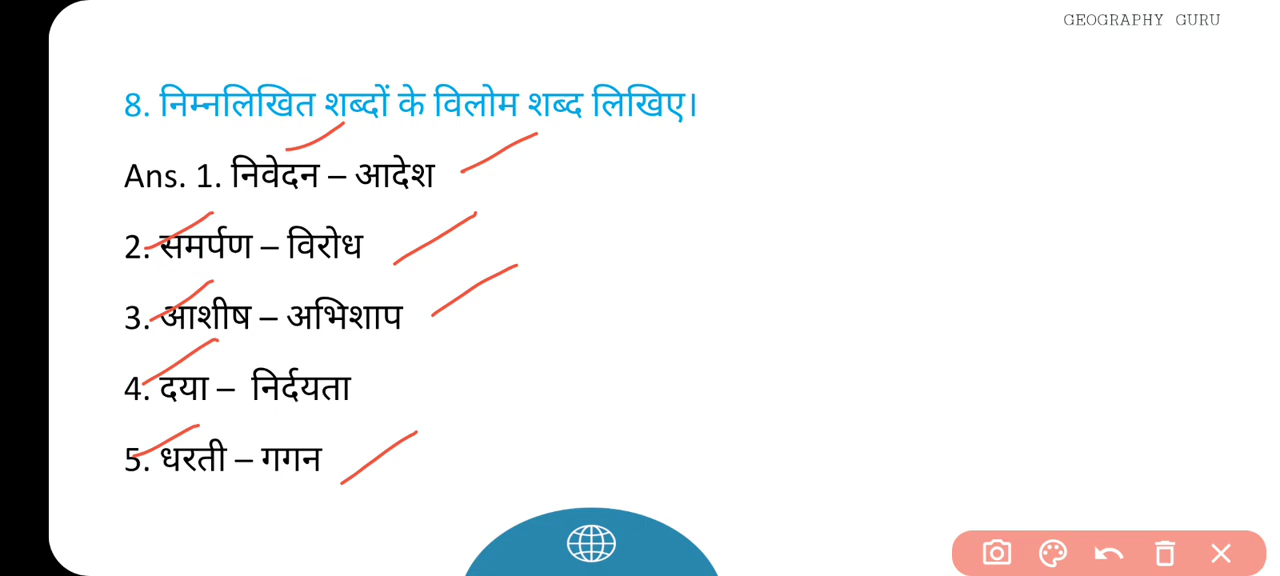 GEOGRAPHY GURU
8. निम्नलिखित शब्दों के विलोम शब्द लिखिए।
Ans. 1. निवेदन – आदेश
2. समर्पण – विरोध
3. आशीष – अभिशाप
4. दया – निर्दयता
5. धरती – गगन